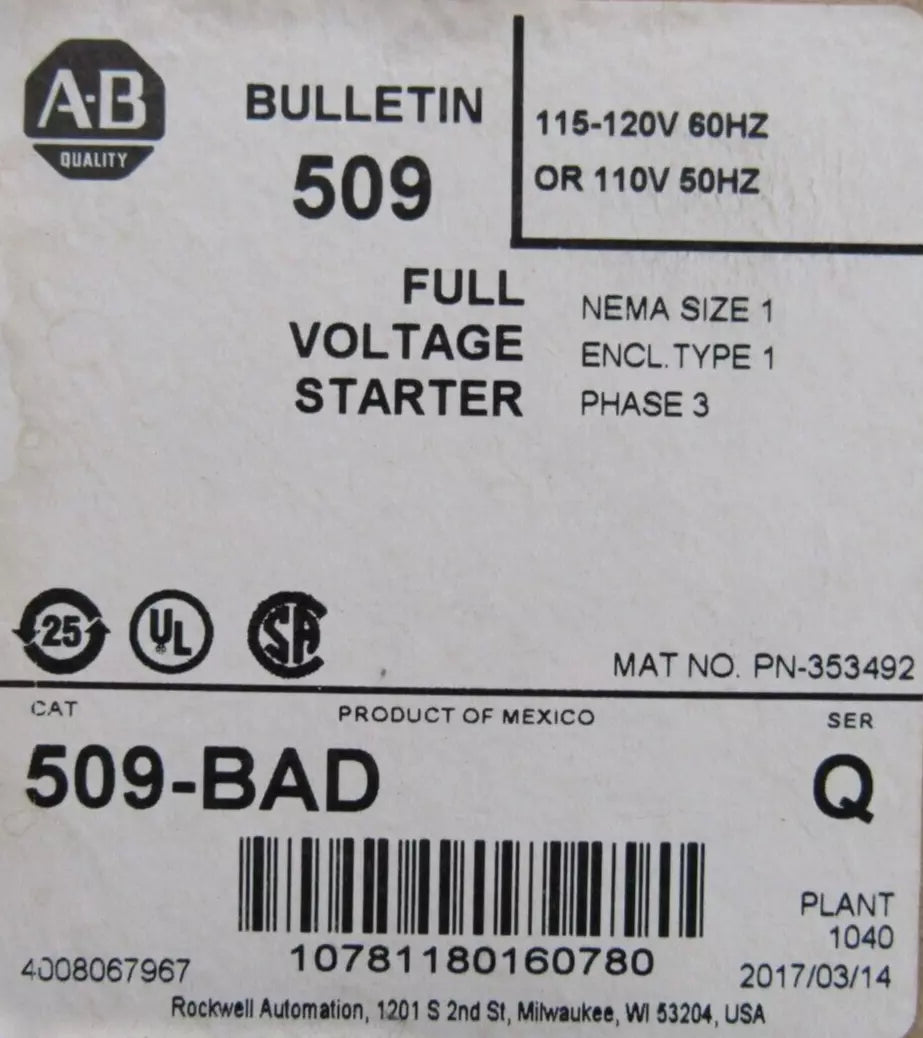 A-B
QUALITY
BULLETIN
509
115-120V 60HZ
OR 110V 50HZ
FULL
VOLTAGE
STARTER
NEMA SIZE 1
ENCL. TYPE 1
PHASE 3
25
UL
SA
MAT NO. PN-353492
CAT
PRODUCT OF MEXICO
SER
509-BAD
Q
10781180160780
PLANT
1040
4008067967
2017/03/14
Rockwell Automation, 1201 S 2nd St, Milwaukee, WI 53204, USA